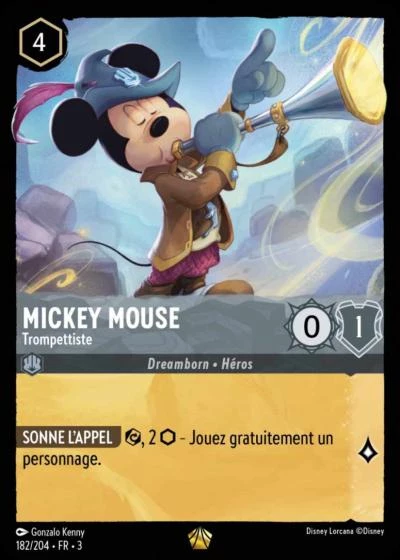 4
MICKEY MOUSE
Trompettiste
0
1
Dreamborn • Héros
SONNE L'APPEL , 2 - Jouez gratuitement un
personnage.
Gonzalo Kenny
182/204 • FR • 3
Disney Lorcana ©Disney